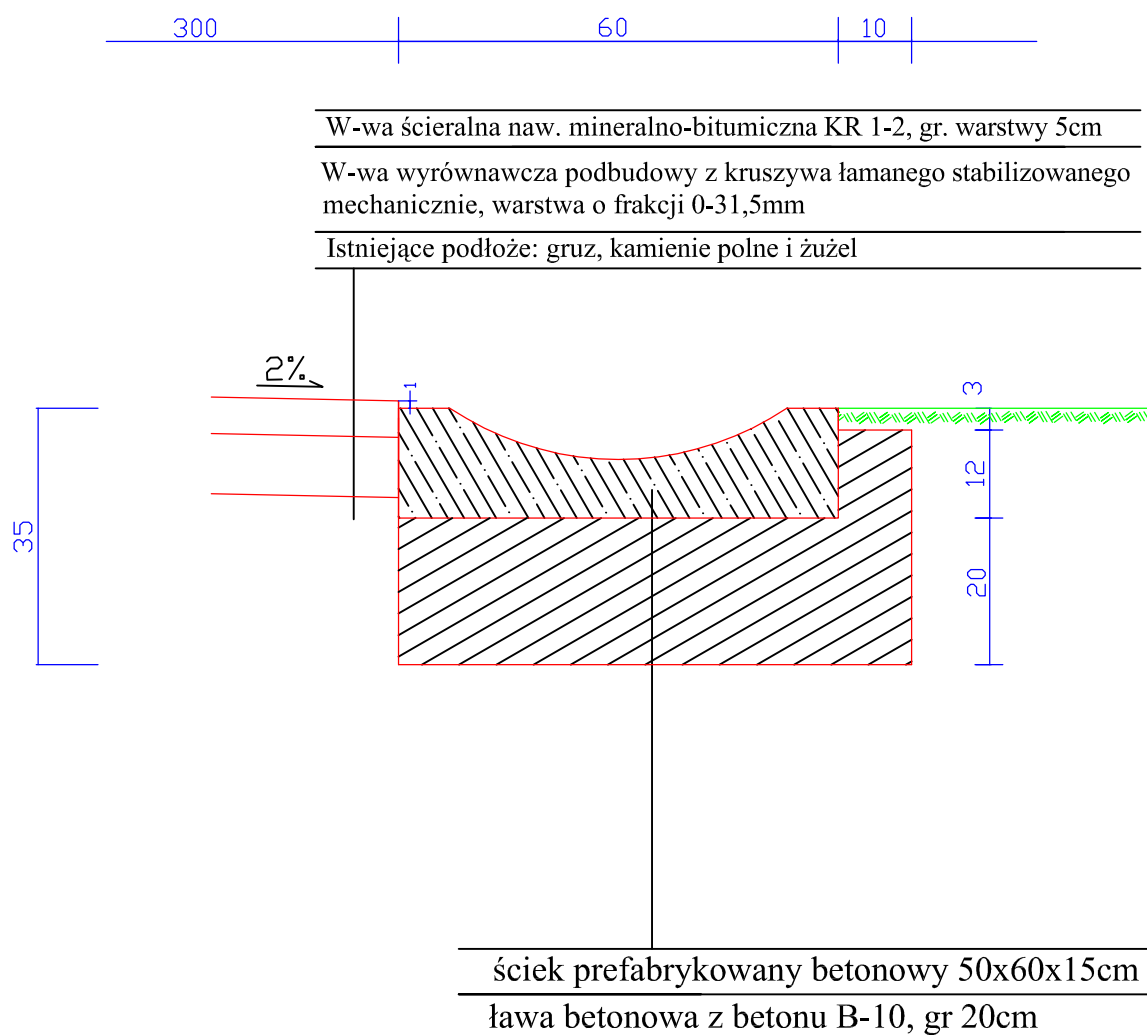 300 60 10
W-wa ścieralna naw. mineralno-bitumiczna KR 1-2, gr. warstwy 5cm
W-wa wyrównawcza podbudowy z kruszywa łamanego stabilizowanego
mechanicznie, warstwa o frakcji 0-31,5mm
Istniejące podłoże: gruz, kamienie polne i żużel
2%
1
3
12
35
20
ściek prefabrykowany betonowy 50x60x15cm
ława betonowa z betonu B-10, gr 20cm